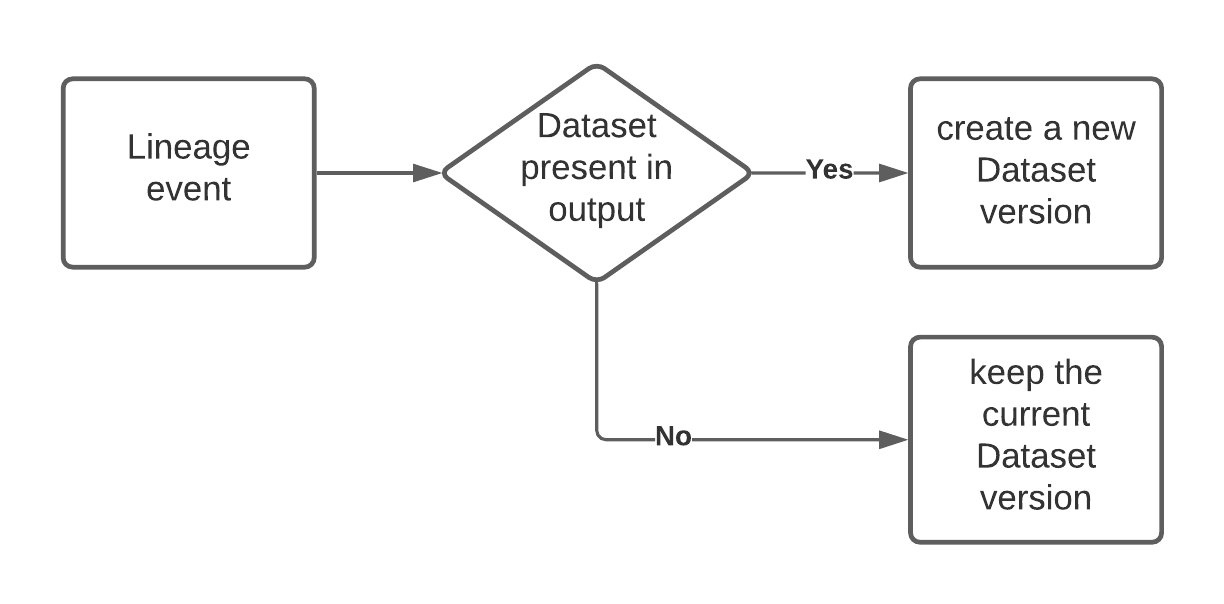 Lineage
event
Dataset
present in
output
Yes
create a new
Dataset
version
No
keep the
current
Dataset
version